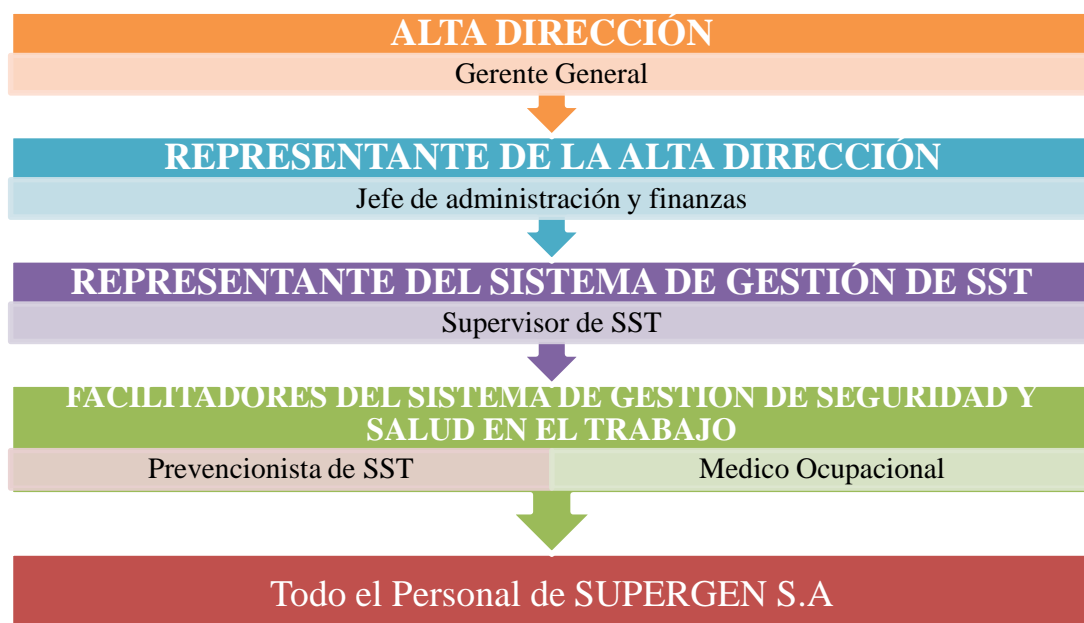 ALTA DIRECCIÓN
Gerente General
REPRESENTANTE DE LA ALTA DIRECCIÓN
Jefe de administración y finanzas
REPRESENTANTE DEL SISTEMA DE GESTIÓN DE SST
Supervisor de SST
FACILITADORES DEL SISTEMA DE GESTIÓN DE SEGURIDAD Y
SALUD EN EL TRABAJO
Prevencionista de SST
Medico Ocupacional
Todo el Personal de SUPERGEN S.A